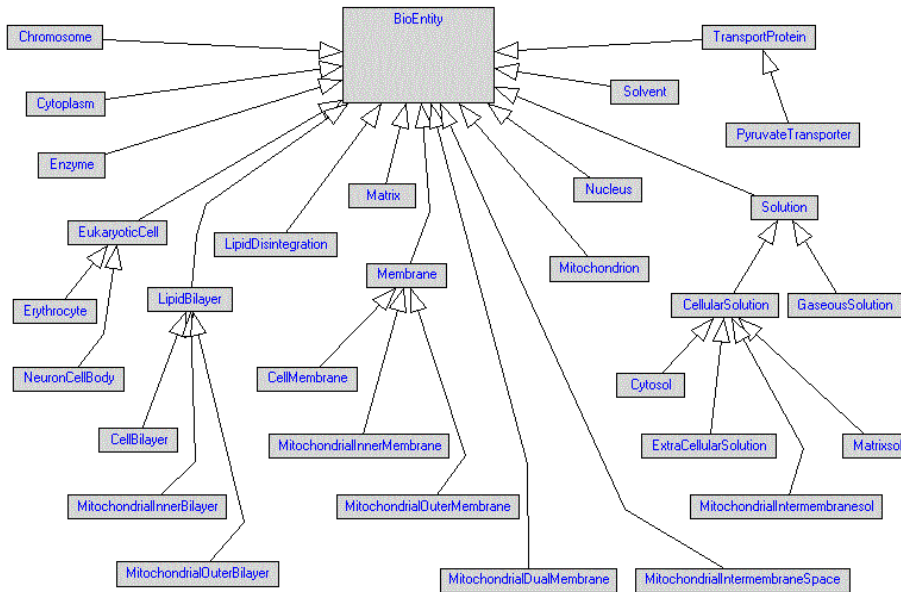 BioEntity
Chromosome
TransportProtein
Cytoplasm
Solvent
PyruvateTransporter
Enzyme
Matrix
Nucleus
Solution
EukaryoticCell
LipidDisintegration
Membrane
Mitochondrion
Erythrocyte
LipidBilayer
CellularSolution
GaseousSolution
NeuronCellBody
CellMembrane
Cytosol
CellBilayer
MitochondrialInnerMembrane
ExtraCellularSolution
Matrixsol
MitochondrialInnerBilayer
MitochondrialOuterMembrane
MitochondrialIntermembranesol
MitochondrialOuterBilayer
MitochondrialDualMembrane
MitochondrialIntermembraneSpace